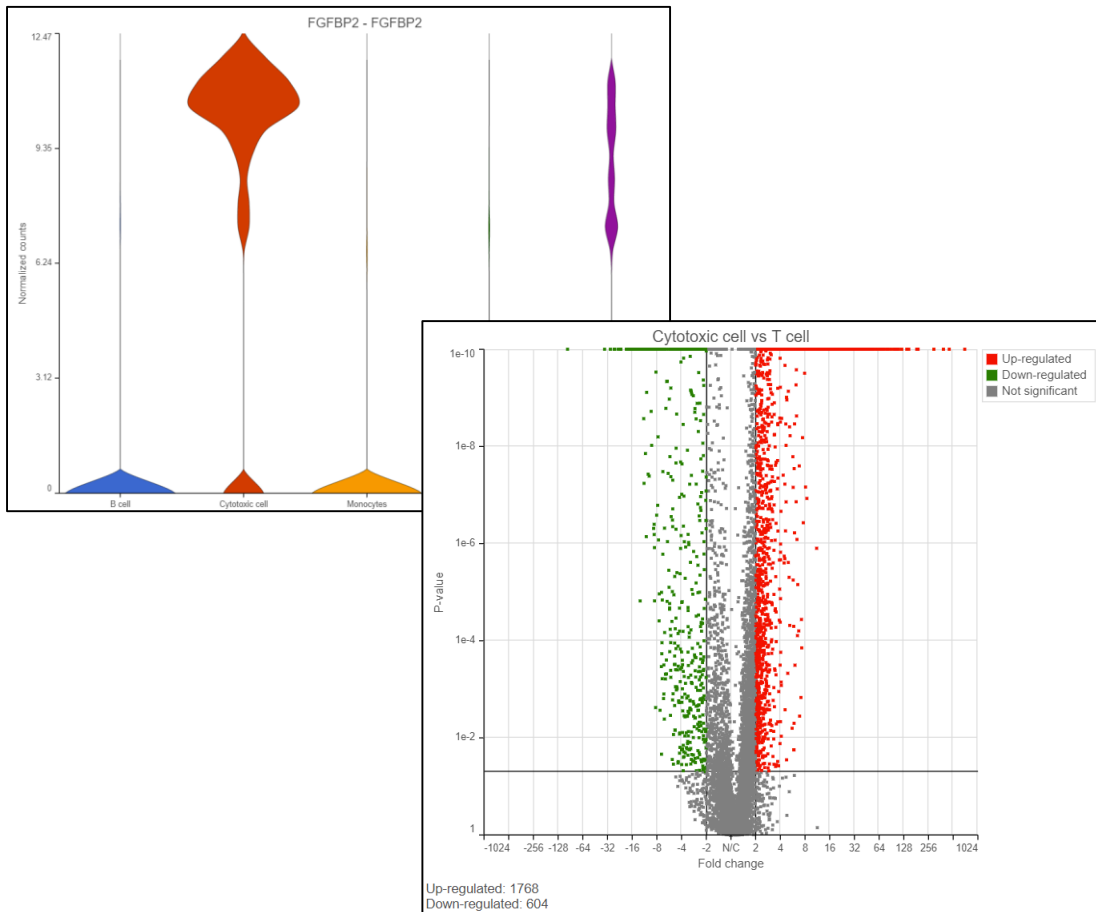 FGFBP2 - FGFBP2
12.47
9.35
6.24
3.12
0
Normalized counts
B cell
Cytotoxic cell
Monocytes
Cytotoxic cell vs T cell
Up-regulated
Down-regulated
Not significant
1e-10
1e-8
1e-6
1e-4
1e-2
1
P-value
-1024 -256 -128 -64 -32 -16 -8 -4 -2 N/C 2 4 8 16 32 64 128 256 1024
Fold change
Up-regulated: 1768
Down-regulated: 604